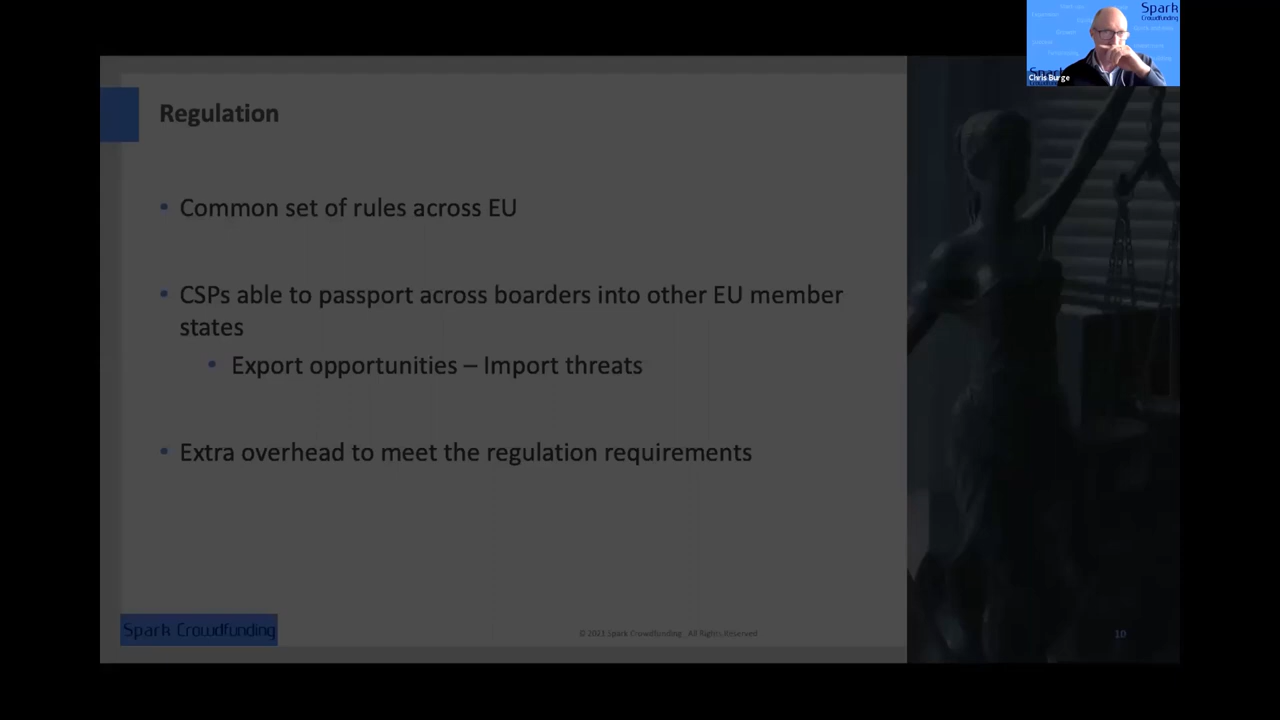 Spark
Crowdfunding
Chris Burge
Regulation
• Common set of rules across EU
• CSPs able to passport across boarders into other EU member
states
• Export opportunities – Import threats
• Extra overhead to meet the regulation requirements
Spark Crowdfunding
© 2021 Spark Crowdfunding. All Rights Reserved
10